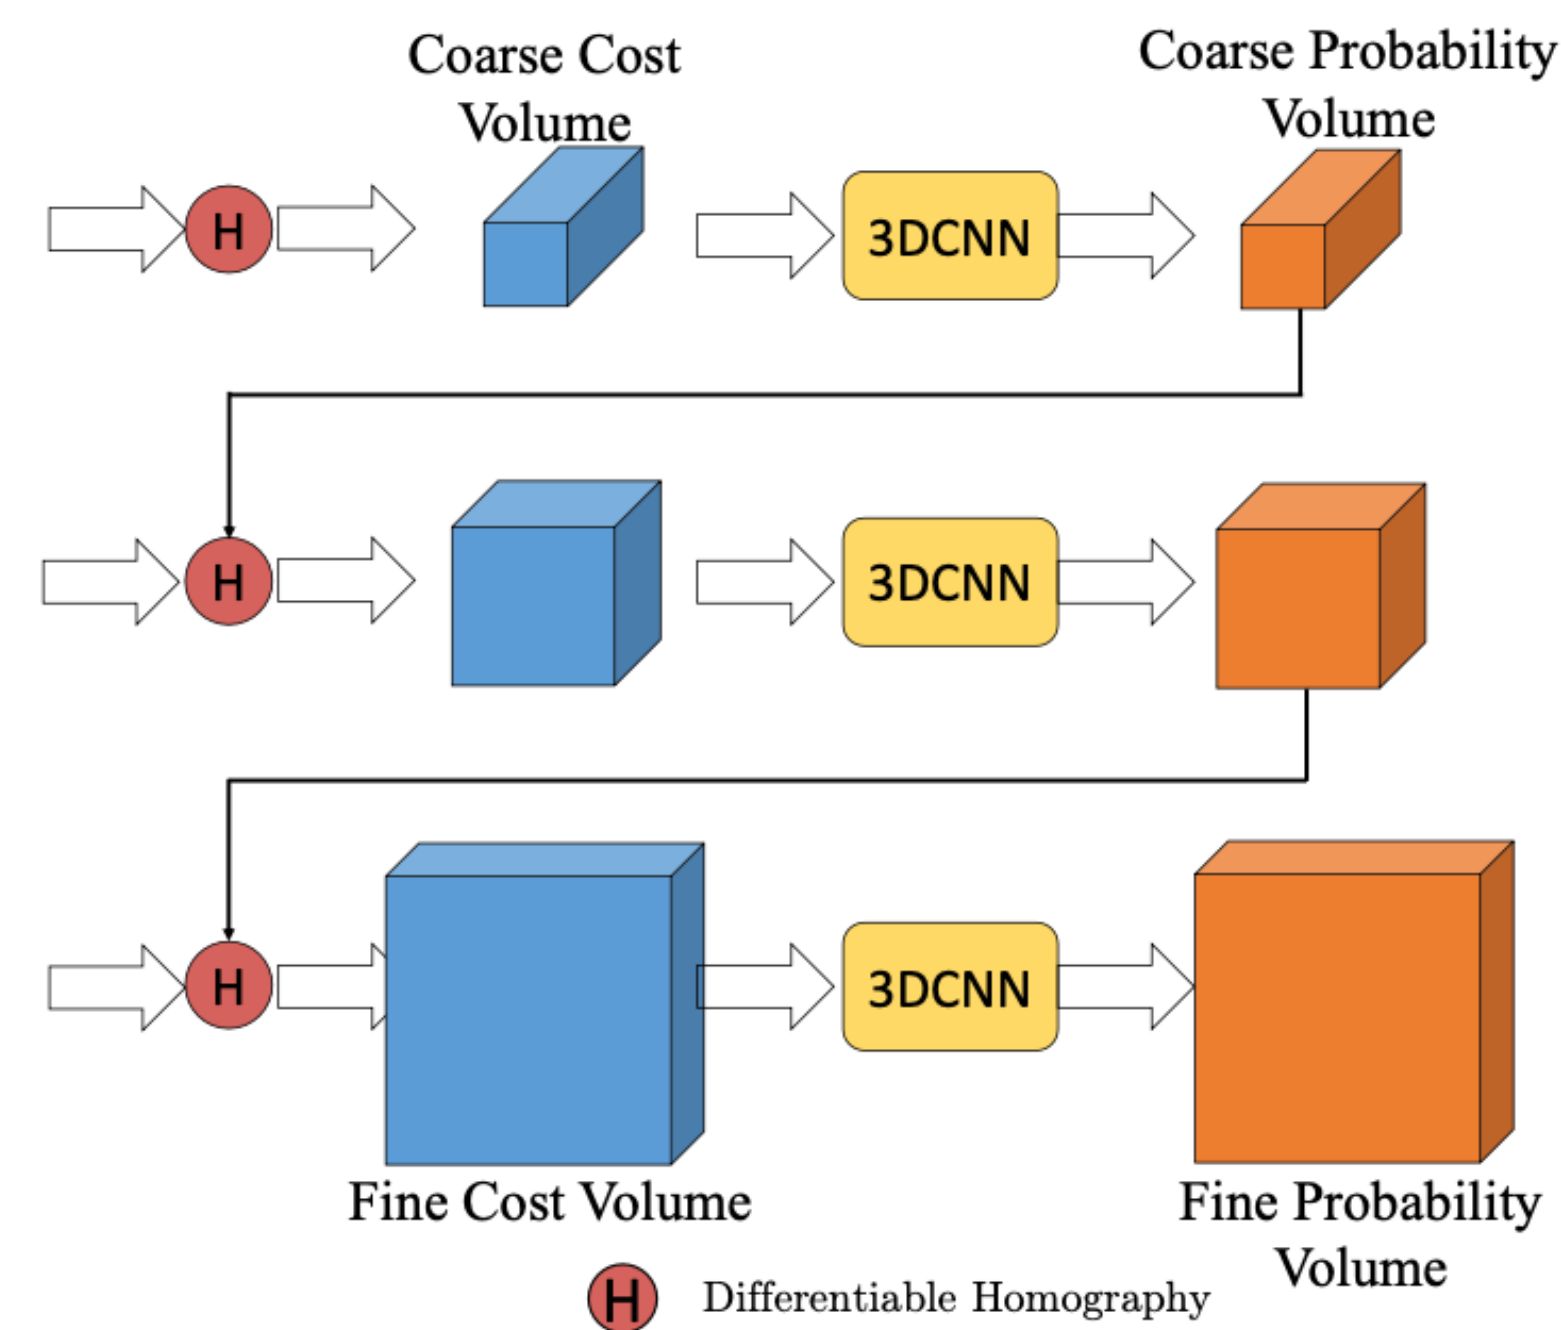 Coarse Cost
Volume
Coarse Probability
Volume
H
3DCNN
H
3DCNN
H
3DCNN
Fine Cost Volume
Fine Probability
Volume
H Differentiable Homography